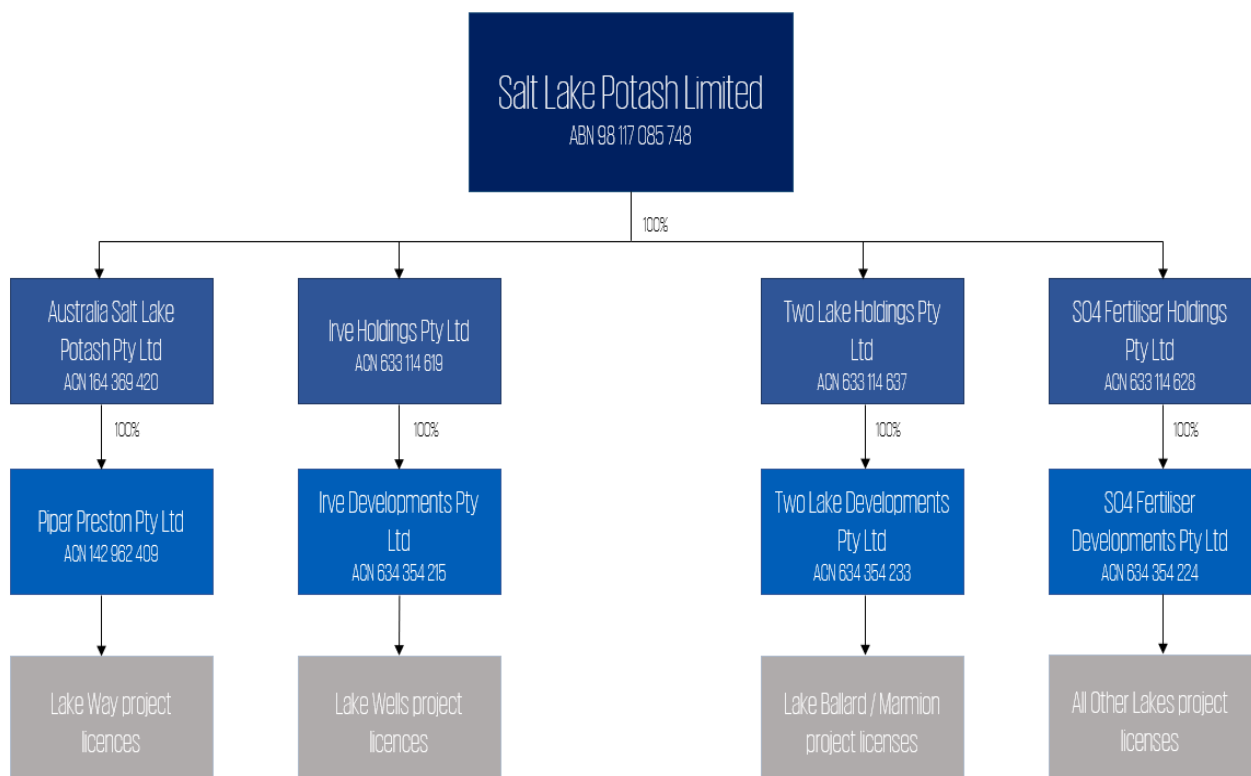 Salt Lake Potash Limited
ABN 98 117 085 748
100%
Australia Salt Lake
Potash Pty Ltd
ACN 164 369 420
Irve Holdings Pty Ltd
ACN 633 114 619
Two Lake Holdings Pty
Ltd
ACN 633 114 637
SO4 Fertiliser Holdings
Pty Ltd
ACN 633 114 628
100%
100%
100%
100%
Piper Preston Pty Ltd
ACN 142 962 409
Irve Developments Pty
Ltd
ACN 634 354 215
Two Lake Developments
Pty Ltd
ACN 634 354 233
SO4 Fertiliser
Developments Pty Ltd
ACN 634 354 224
Lake Way project
licences
Lake Wells project
licences
Lake Ballard / Marmion
project licenses
All Other Lakes project
licenses